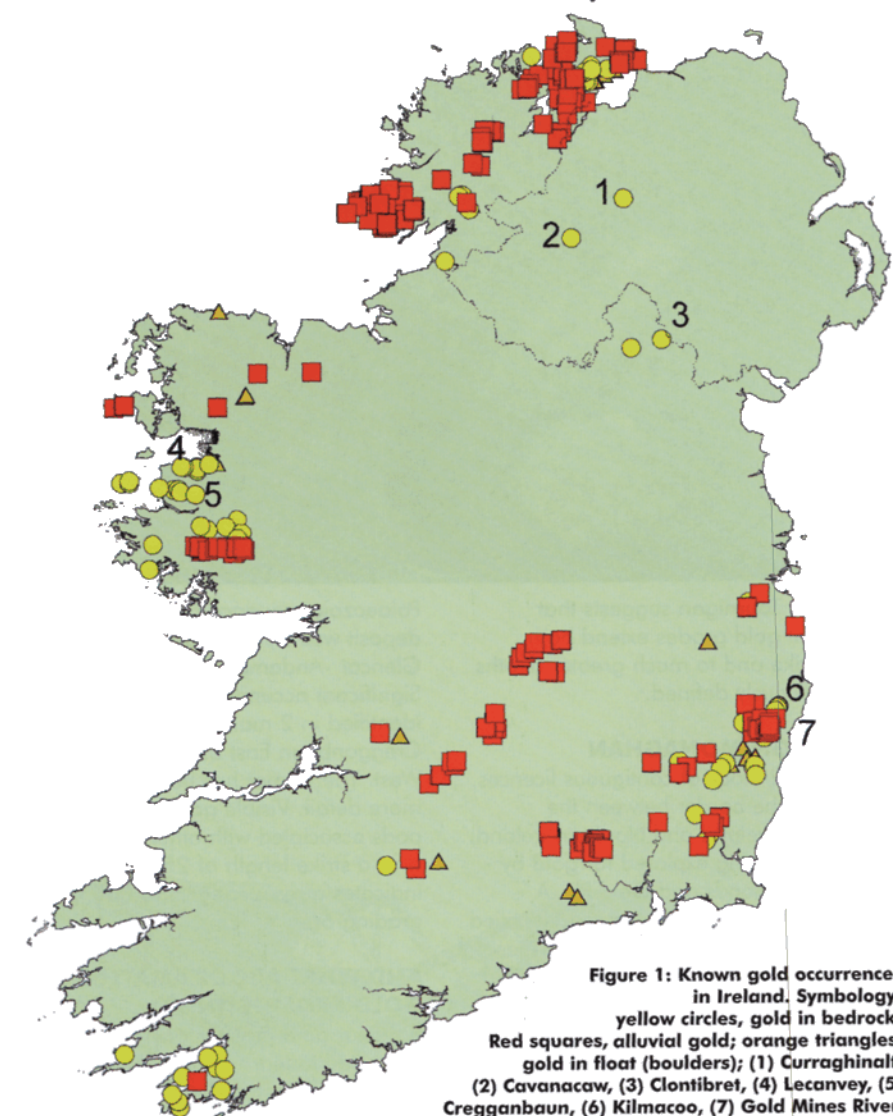 1
2
3
4
5
6
7
Figure 1: Known gold occurrence
in Ireland. Symbology
yellow circles, gold in bedrock
Red squares, alluvial gold; orange triangles
gold in float (boulders); (1) Curraghinalt
(2) Cavanacaw, (3) Clontibret, (4) Lecanvey, (5
Cregganbaun, (6) Kilmacoo, (7) Gold Mines River